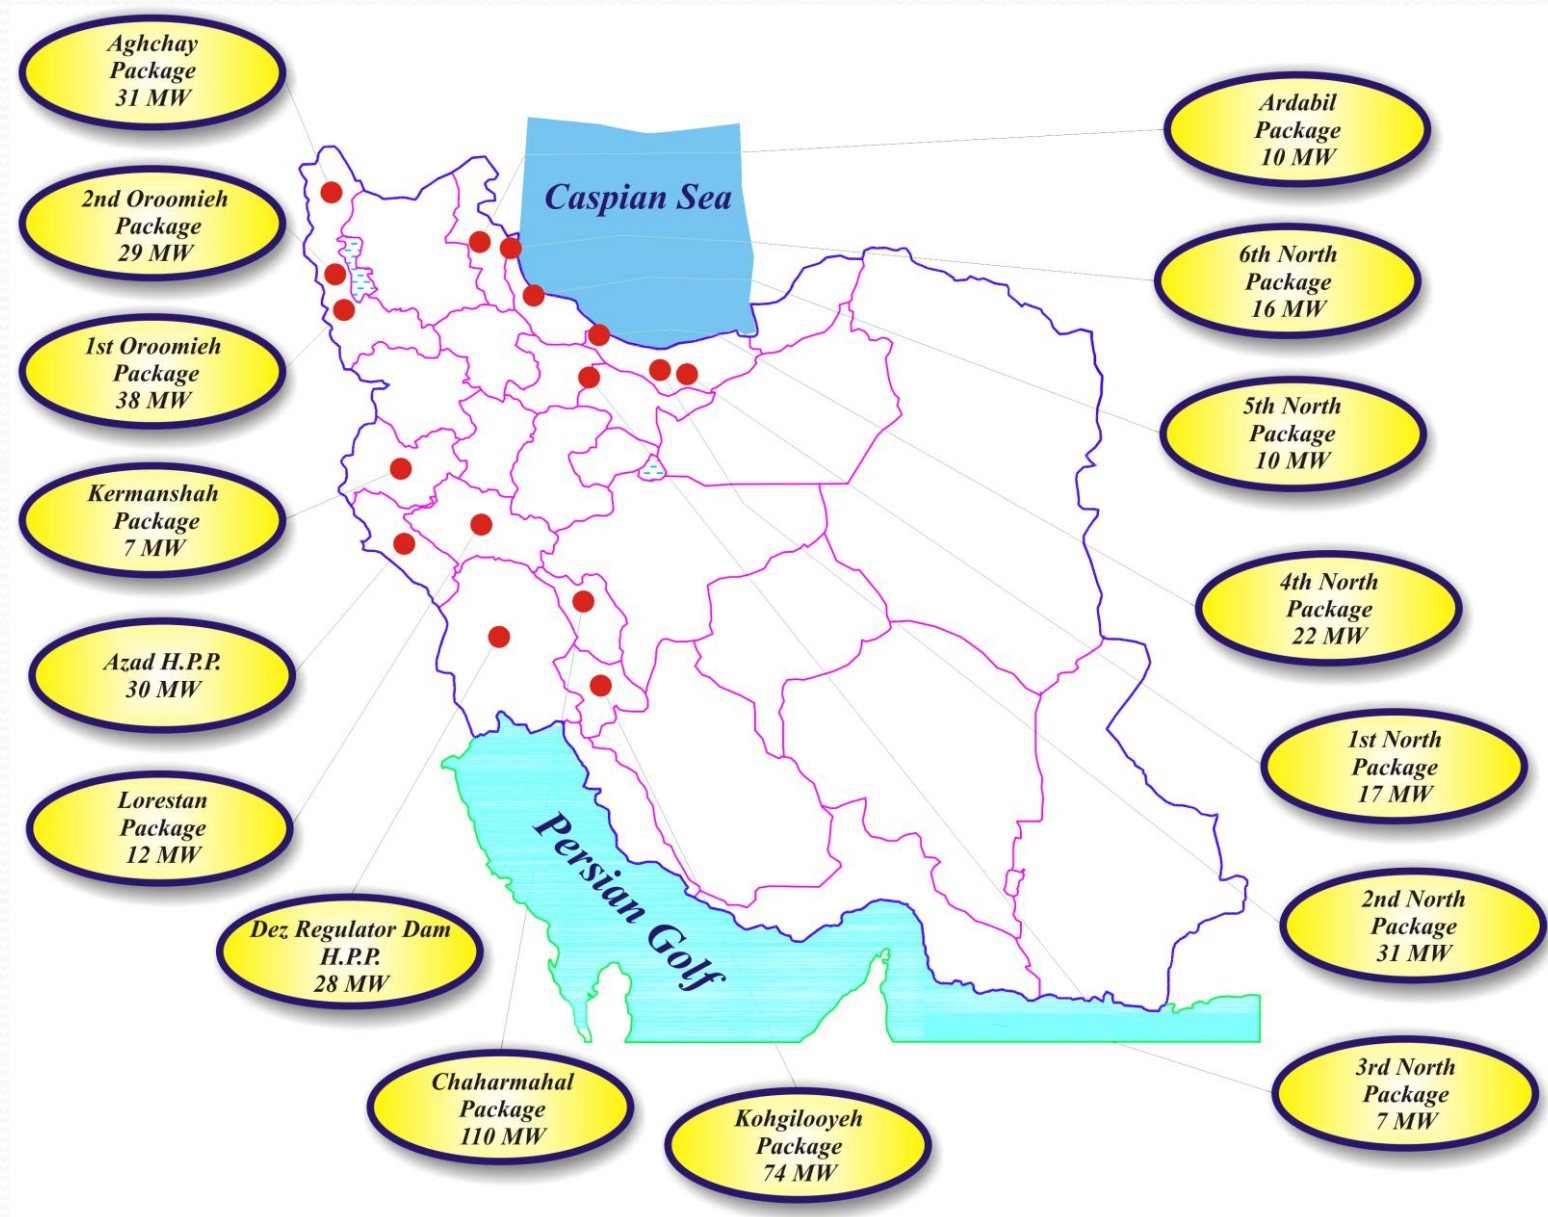 Aghchay
Package
31 MW
2nd Oroomieh
Package
29 MW
1st Oroomieh
Package
38 MW
Kermanshah
Package
7 MW
Azad H.P.P.
30 MW
Lorestan
Package
12 MW
Dez Regulator Dam
H.P.P.
28 MW
Chaharmahal
Package
110 MW
Kohgilooyeh
Package
74 MW
Caspian Sea
Persian Golf
Ardabil
Package
10 MW
6th North
Package
16 MW
5th North
Package
10 MW
4th North
Package
22 MW
1st North
Package
17 MW
2nd North
Package
31 MW
3rd North
Package
7 MW